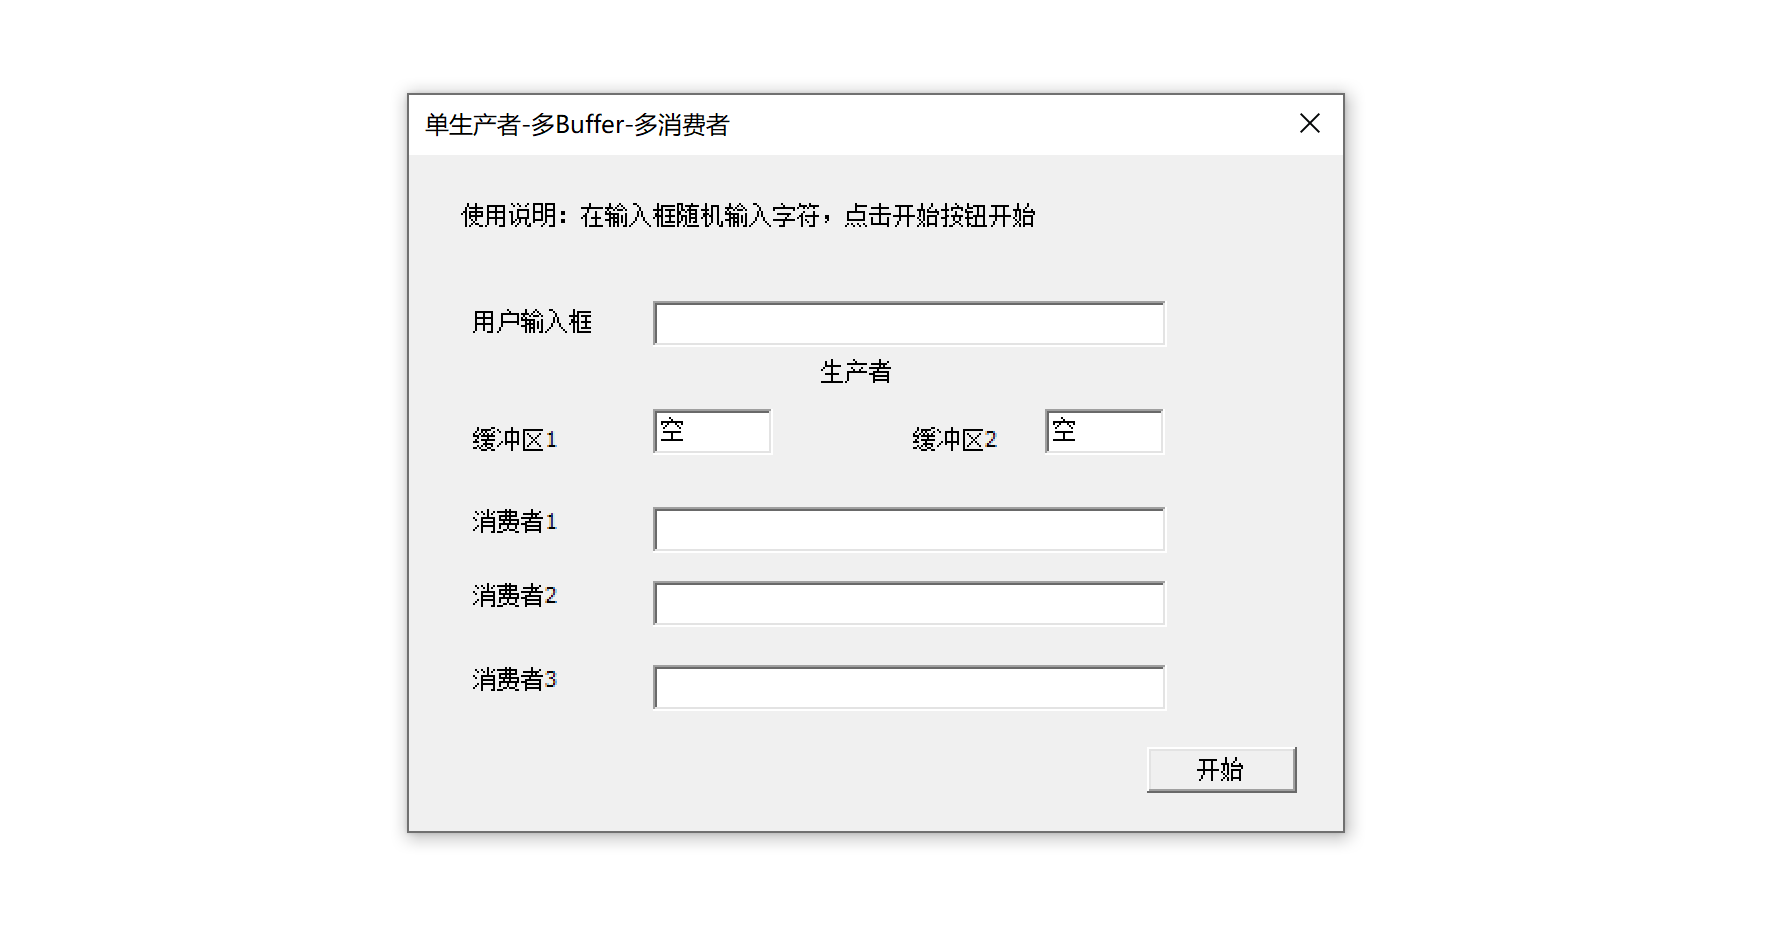 单生产者-多Buffer-多消费者
使用说明：在输入框随机输入字符，点击开始按钮开始
用户输入框
生产者
缓冲区1 空 缓冲区2 空
消费者1
消费者2
消费者3
开始